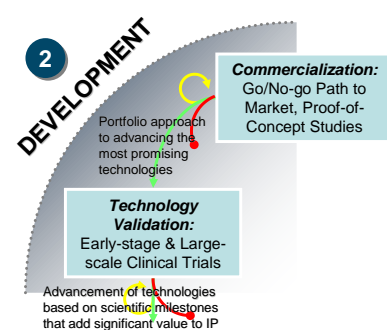 2
DEVELOPMENT
Commercialization:
Go/No-go Path to
Market, Proof-of-
Concept Studies
Portfolio approach
to advancing the
most promising
technologies
Technology
Validation:
Early-stage & Large-
scale Clinical Trials
Advancement of technologies
based on scientific milestones
that add significant value to IP